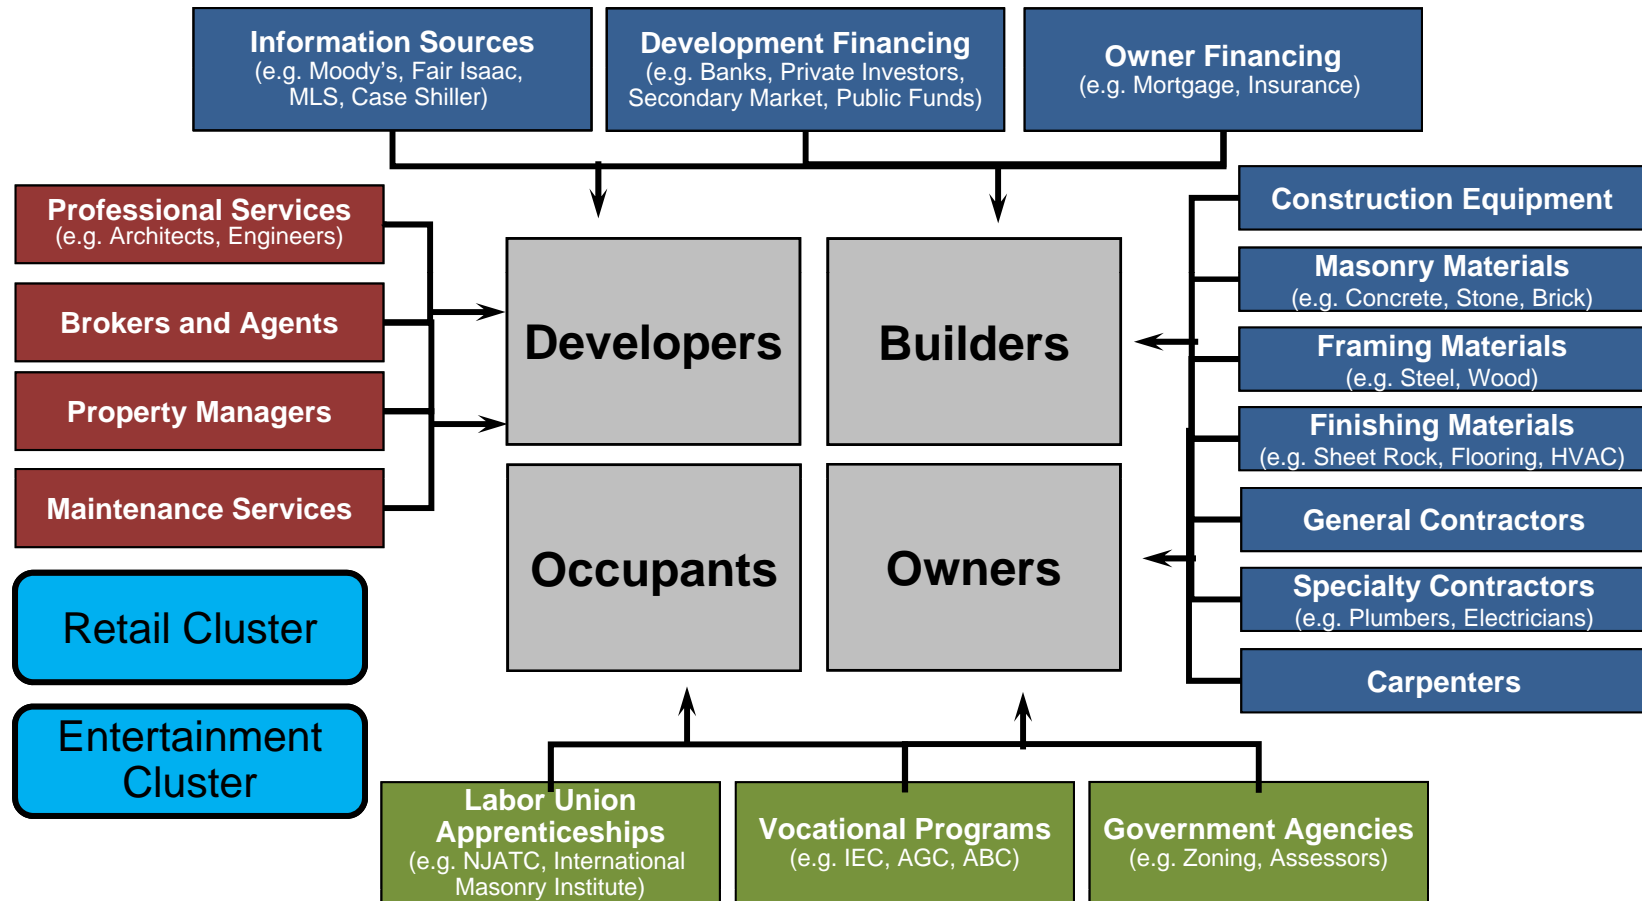 Information Sources
(e.g. Moody's, Fair Isaac,
MLS, Case Shiller)
Development Financing
(e.g. Banks, Private Investors,
Secondary Market, Public Funds)
Owner Financing
(e.g. Mortgage, Insurance)
Professional Services
(e.g. Architects, Engineers)
Brokers and Agents
Property Managers
Maintenance Services
Retail Cluster
Entertainment
Cluster
Developers
Builders
Occupants
Owners
Construction Equipment
Masonry Materials
(e.g. Concrete, Stone, Brick)
Framing Materials
(e.g. Steel, Wood)
Finishing Materials
(e.g. Sheet Rock, Flooring, HVAC)
General Contractors
Specialty Contractors
(e.g. Plumbers, Electricians)
Carpenters
Labor Union
Apprenticeships
(e.g. NJATC, International
Masonry Institute)
Vocational Programs
(e.g. IEC, AGC, ABC)
Government Agencies
(e.g. Zoning, Assessors)